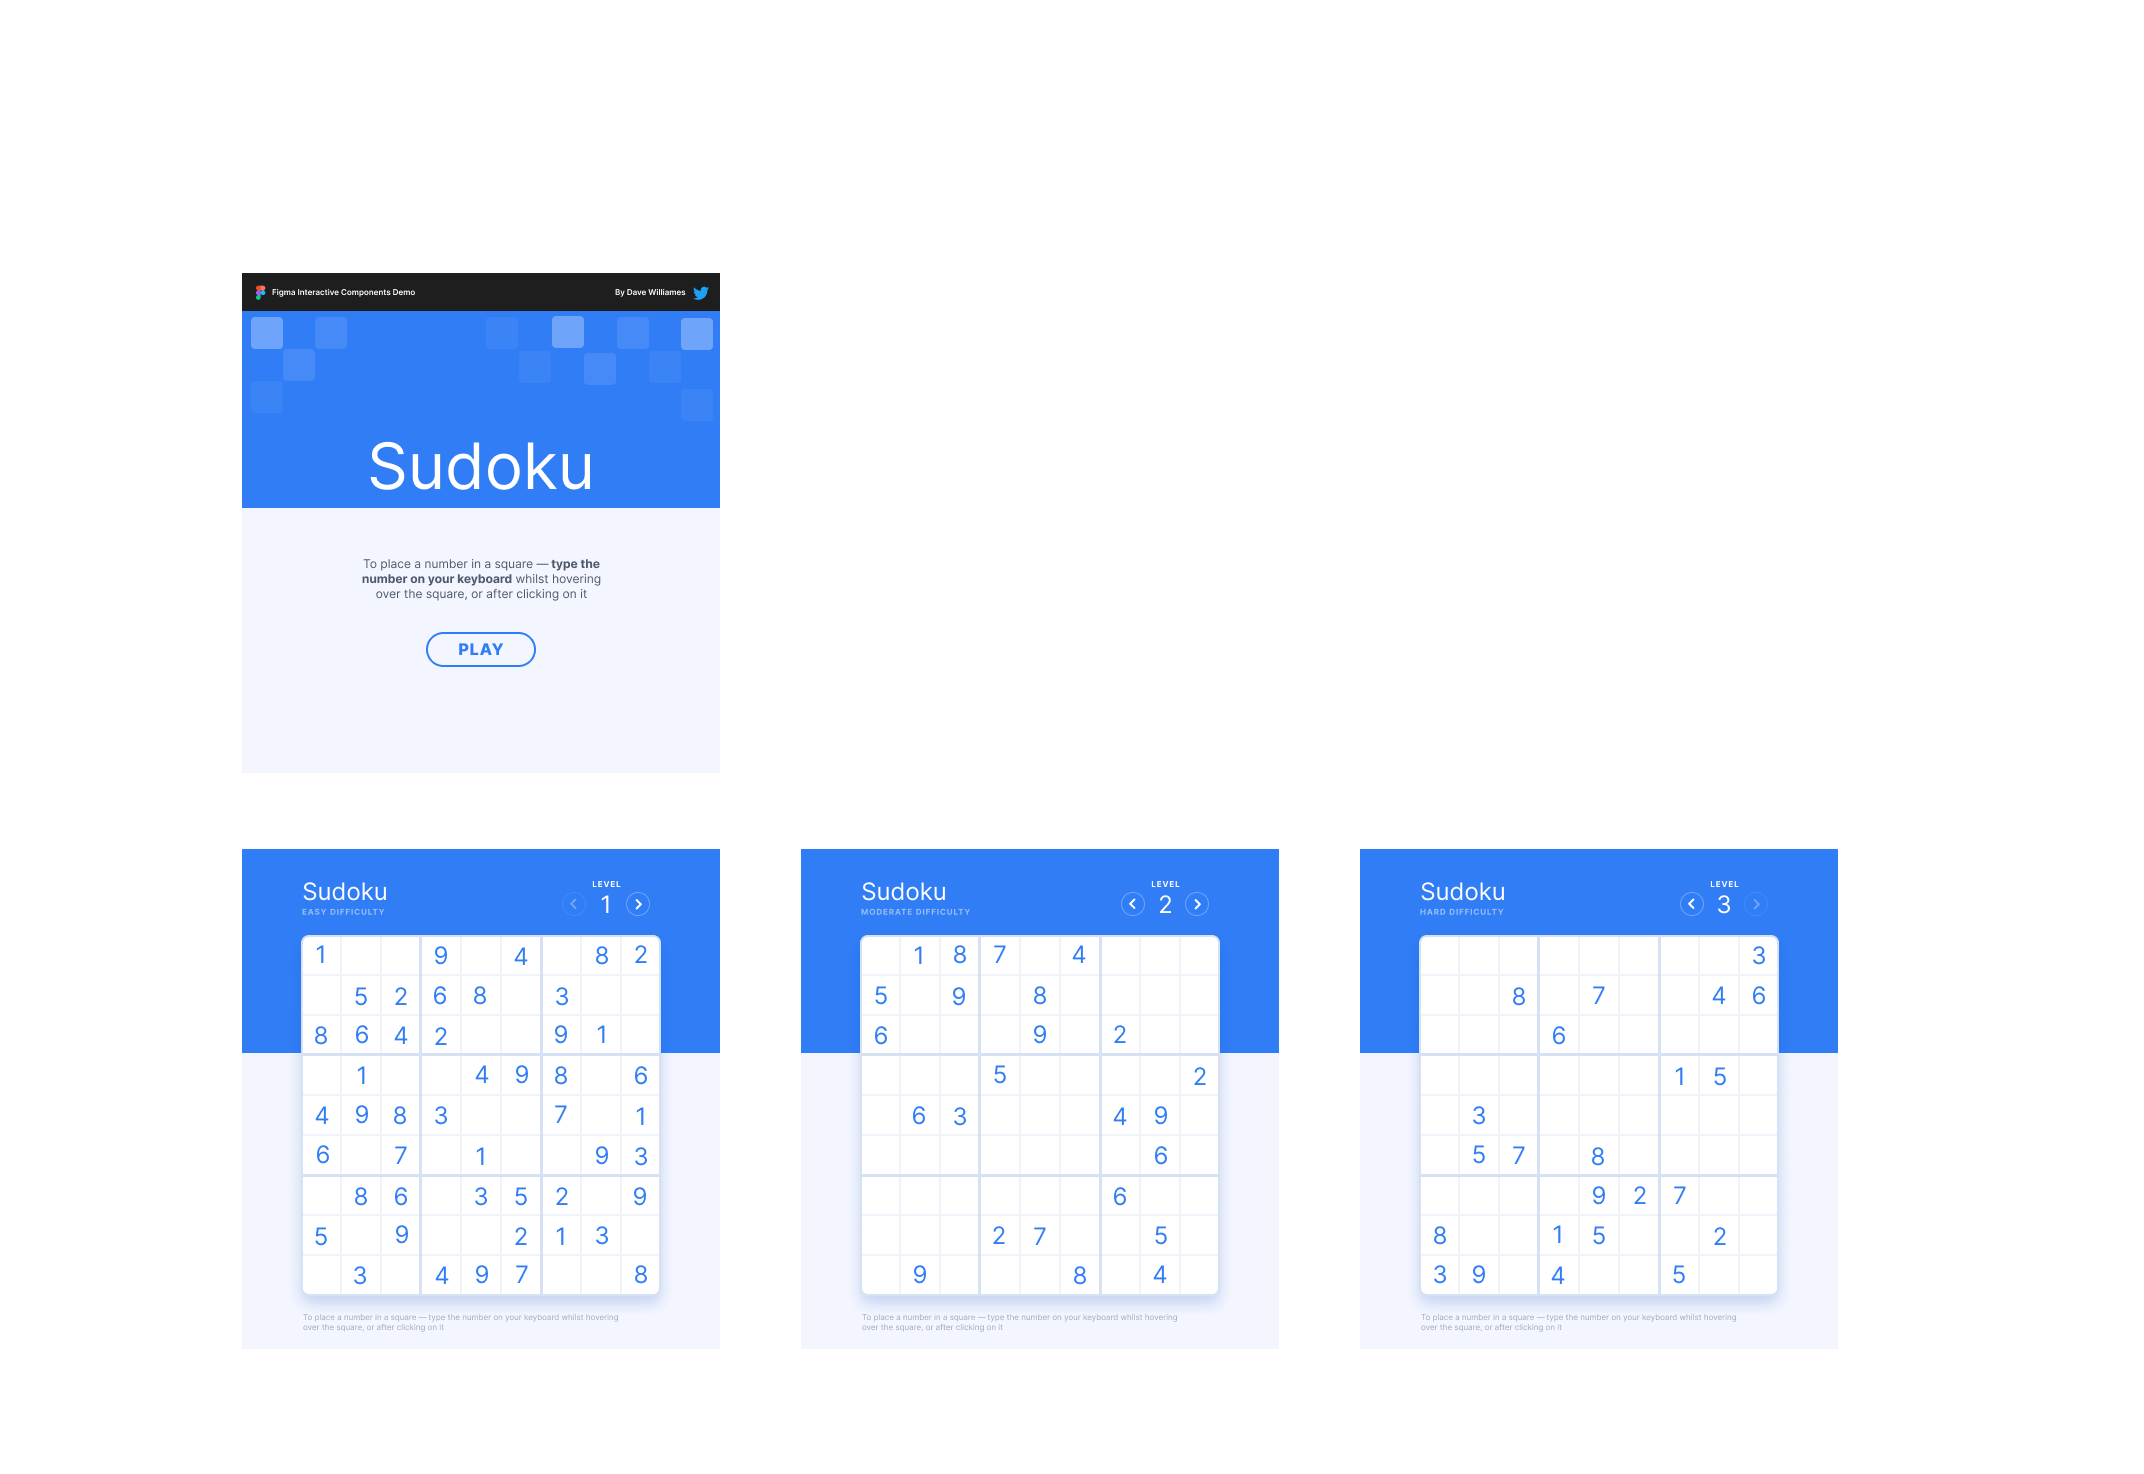 Figma Interactive Components Demo
By Dave Williames
Sudoku
To place a number in a square — type the
number on your keyboard whilst hovering
over the square, or after clicking on it
PLAY
Sudoku
EASY DIFFICULTY
LEVEL
1
1 9 4 8 2
5 2 6 8 3
8 6 4 2 9 1
1 4 9 8 6
4 9 8 3 7 1
6 7 1 9 3
8 6 3 5 2 9
5 9 2 1 3
3 4 9 7 8
To place a number in a square — type the number on your keyboard whilst hovering
over the square, or after clicking on it
Sudoku
MODERATE DIFFICULTY
LEVEL
2
1 8 7 4
5 9 8
6 9 2
5 2
6 3 4 9
6
6
2 7 5
9 8 4
To place a number in a square — type the number on your keyboard whilst hovering
over the square, or after clicking on it
Sudoku
HARD DIFFICULTY
LEVEL
3
3
8 7 4 6
6
1 5
3
5 7 8
9 2 7
8 1 5 2
3 9 4 5
To place a number in a square — type the number on your keyboard whilst hovering
over the square, or after clicking on it